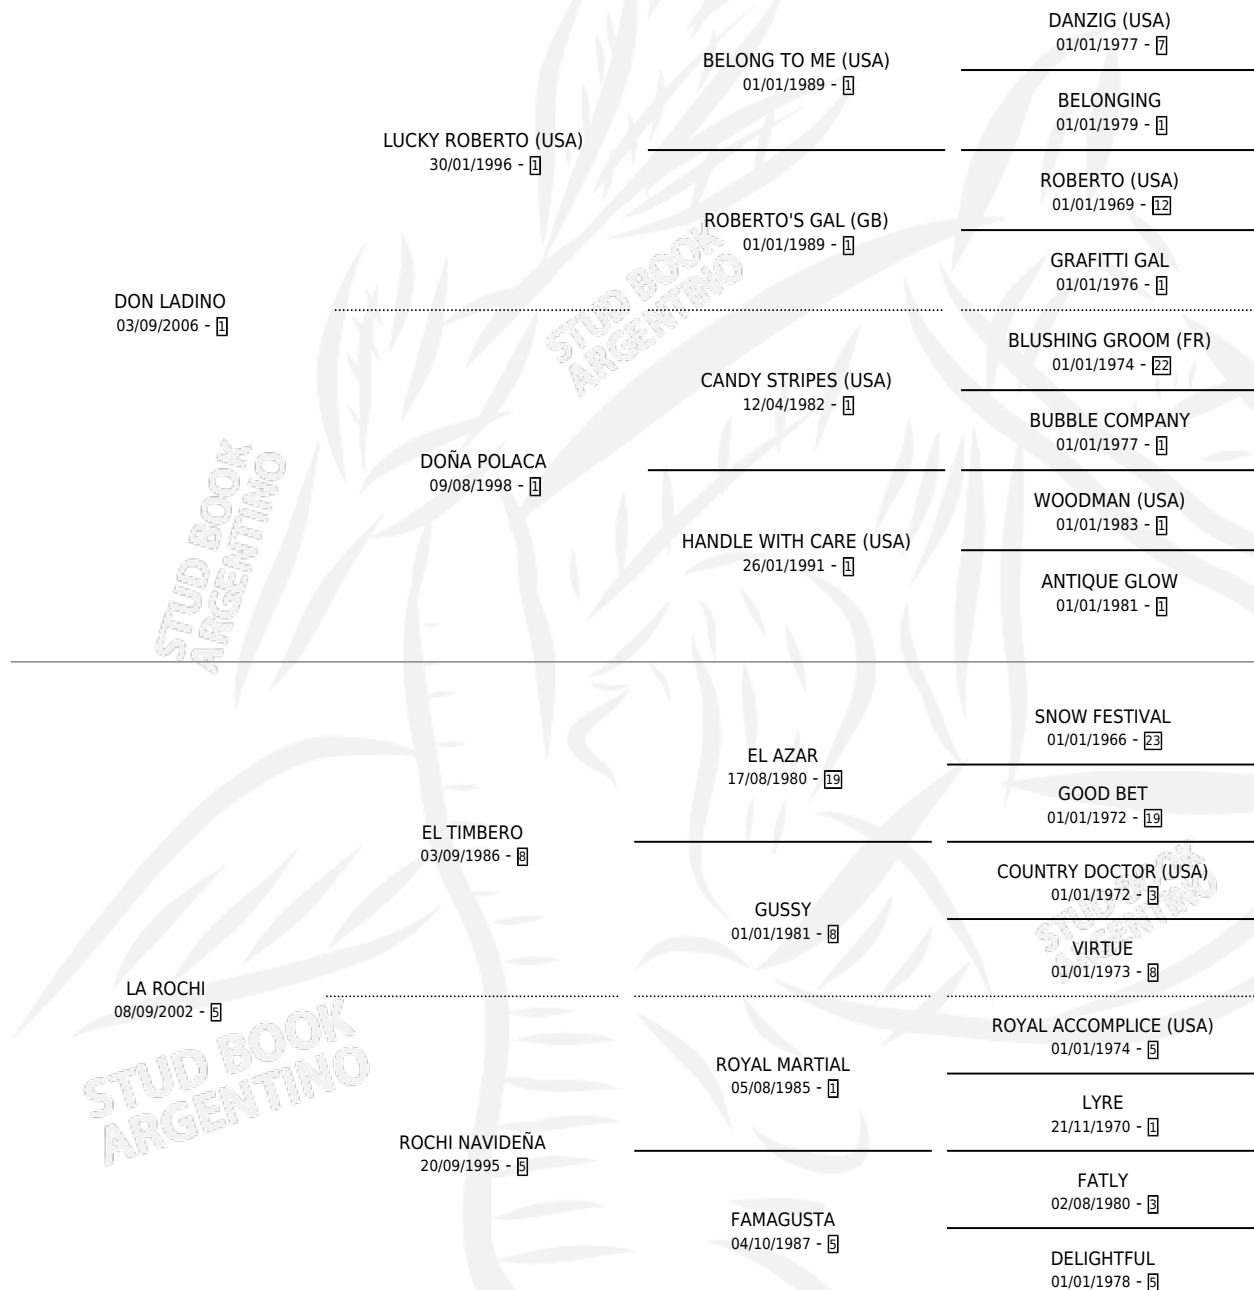 DANZIG (USA)
01/01/1977 - 7
BELONG TO ME (USA)
01/01/1989 - 1
BELONGING
01/01/1979 - 1
LUCKY ROBERTO (USA)
30/01/1996 - 1
ROBERTO (USA)
01/01/1969 - 12
ROBERTO'S GAL (GB)
01/01/1989 - 1
GRAFITTI GAL
01/01/1976 - 1
DON LADINO
03/09/2006 - 1
BLUSHING GROOM (FR)
01/01/1974 - 22
CANDY STRIPES (USA)
12/04/1982 - 1
BUBBLE COMPANY
01/01/1977 - 1
DOÑA POLACA
09/08/1998 - 1
WOODMAN (USA)
01/01/1983 - 1
HANDLE WITH CARE (USA)
26/01/1991 - 1
ANTIQUE GLOW
01/01/1981 - 1
SNOW FESTIVAL
01/01/1966 - 23
EL AZAR
17/08/1980 - 19
GOOD BET
01/01/1972 - 19
EL TIMBERO
03/09/1986 - 8
COUNTRY DOCTOR (USA)
01/01/1972 - 3
GUSSY
01/01/1981 - 8
VIRTUE
01/01/1973 - 8
LA ROCHI
08/09/2002 - 5
ROYAL ACCOMPLICE (USA)
01/01/1974 - 5
ROYAL MARTIAL
05/08/1985 - 1
LYRE
21/11/1970 - 1
ROCHI NAVIDEÑA
20/09/1995 - 5
FATLY
02/08/1980 - 3
FAMAGUSTA
04/10/1987 - 5
DELIGHTFUL
01/01/1978 - 5
STUD BOOK
ARGENTINO
STUD BOOK
ARGENTINO
STUD BOOK
ARGENTINO
STUD BOOK
ARGENTINO